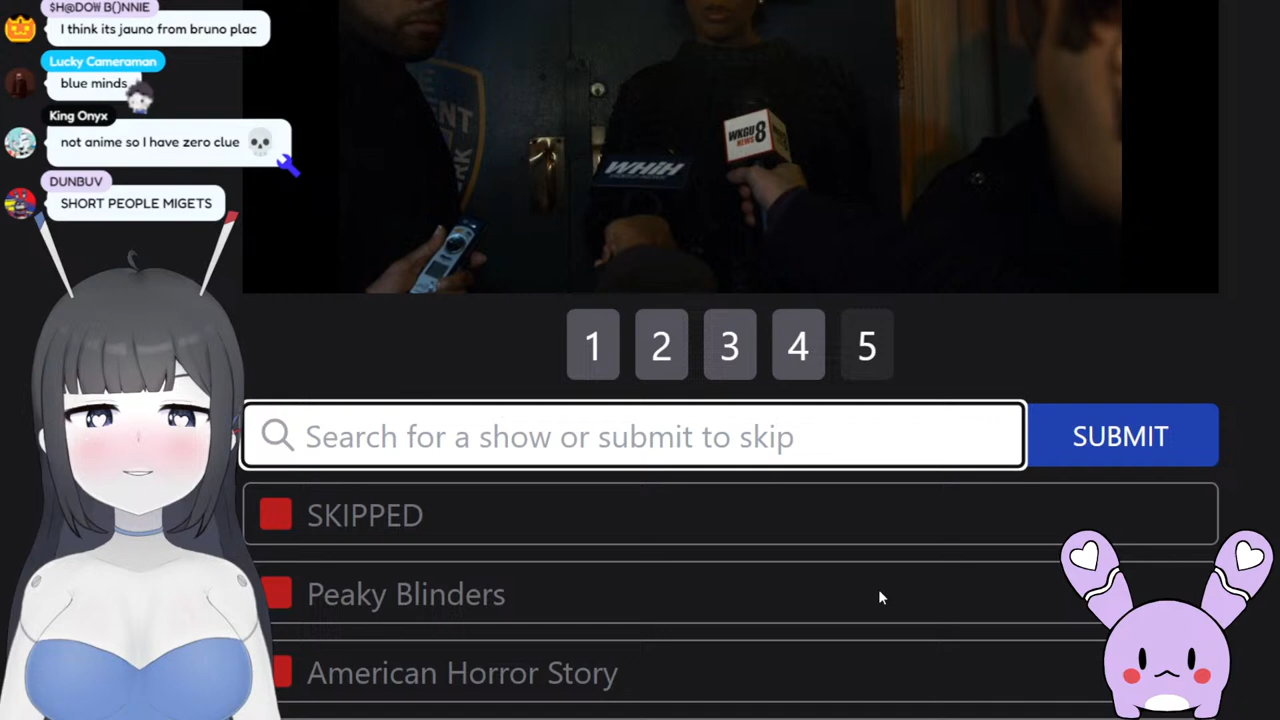 $H@DOW B()NNIE
I think its jauno from bruno plac
Lucky Cameraman
blue minds
King Onyx
not anime so I have zero clue
DUNBUV
SHORT PEOPLE MIGETS
WHiH
WKGU 8
NEWS
1 2 3 4 5
Search for a show or submit to skip
SUBMIT
SKIPPED
Peaky Blinders
American Horror Story